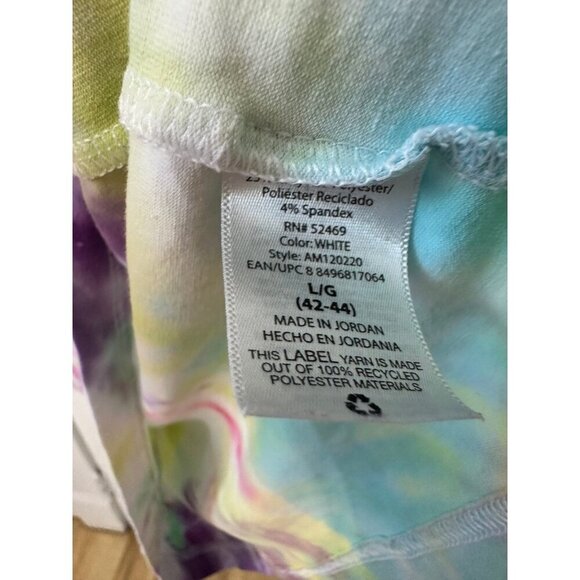 Poliéster Reciclado
4% Spandex
RN# 52469
Color: WHITE
Style: AM120220
EAN/UPC 8 8496817064
L/G
(42-44)
MADE IN JORDAN
HECHO EN JORDANIA
THIS LABEL YARN IS MADE
OUT OF 100% RECYCLED
POLYESTER MATERIALS